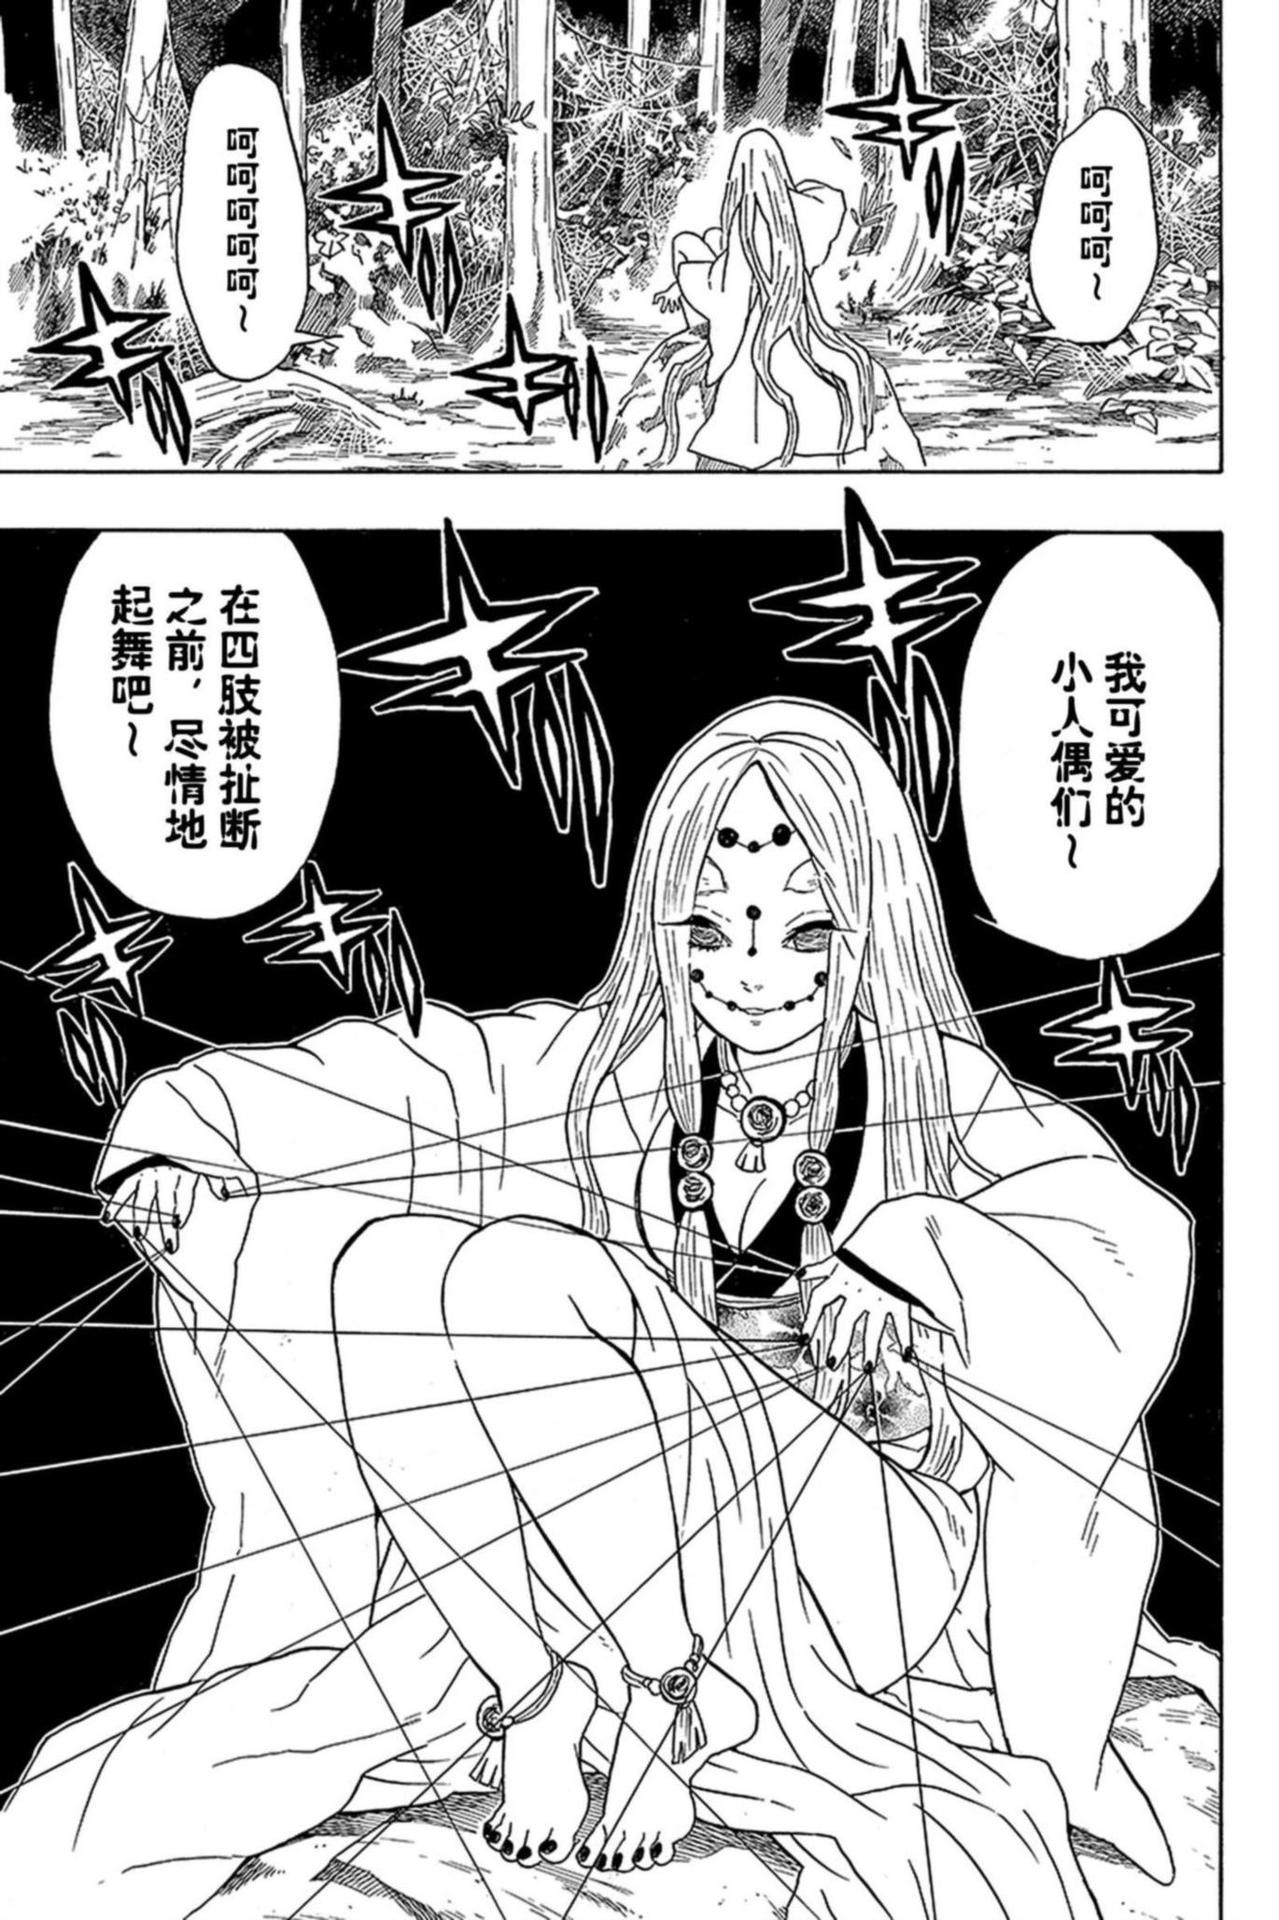 呵呵呵～
呵呵呵呵呵～
我可爱的
小人偶们～
在四肢被扯断
之前，尽情地
起舞吧～